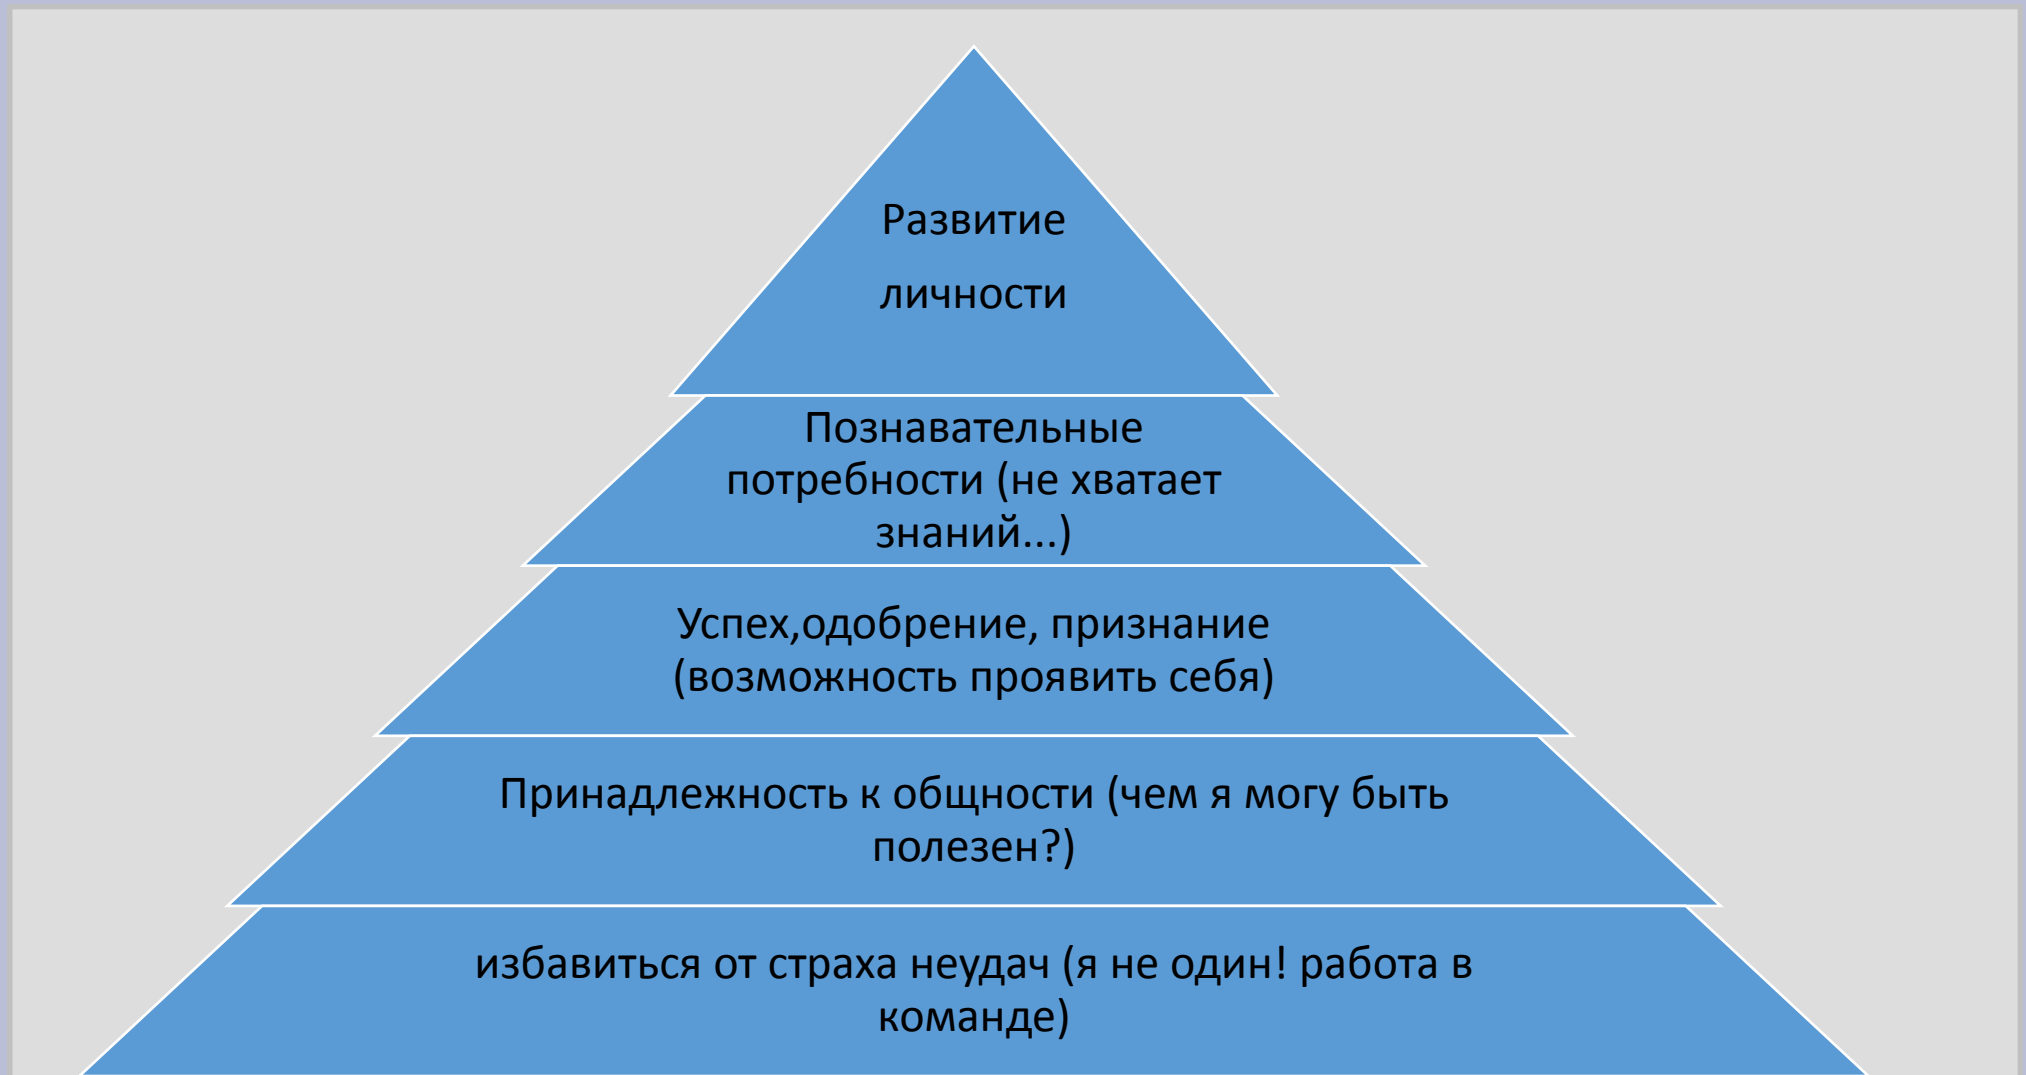 Развитие
личности
Познавательные
потребности (не хватает
знаний...)
Успех,одобрение, признание
(возможность проявить себя)
Принадлежность к общности (чем я могу быть
полезен?)
избавиться от страха неудач (я не один! работа в
команде)